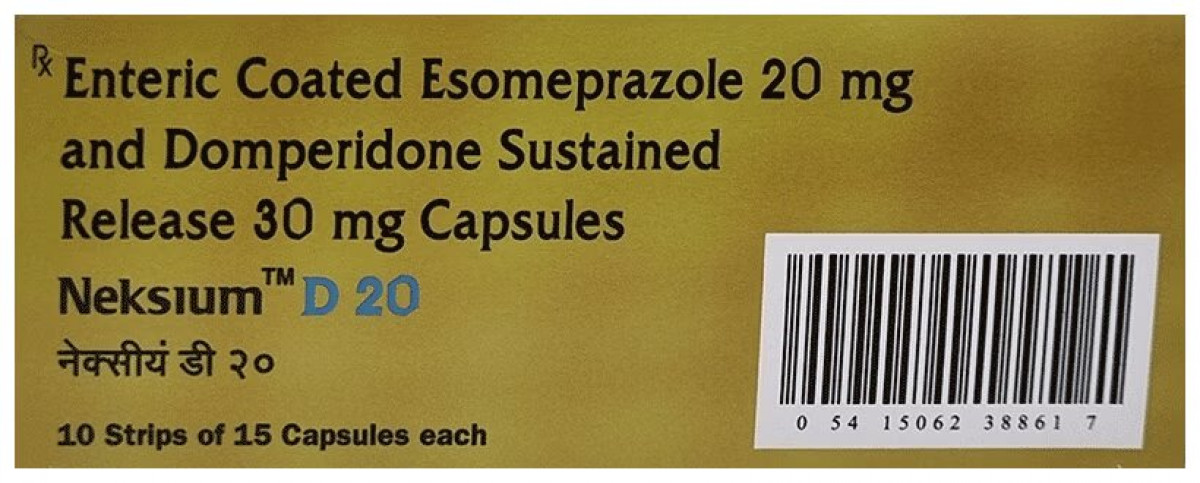 Rx Enteric Coated Esomeprazole 20 mg
and Domperidone Sustained
Release 30 mg Capsules
Neksium™ D 20
नेक्सीयं डी २०
10 Strips of 15 Capsules each
0 54 15062 38861 7